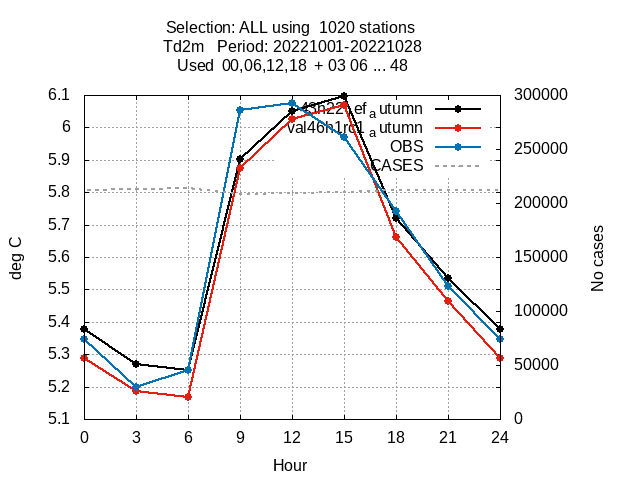 Selection: ALL using 1020 stations
Td2m Period: 20221001-20221028
Used 00,06,12,18 + 03 06 ... 48
6.1
6
5.9
5.8
5.7
5.6
5.5
5.4
5.3
5.2
5.1
300000
250000
200000
150000
100000
50000
0
utumn
utumn
OBS
CASES
0 3 6 9 12 15 18 21 24
deg C
No cases
Hour